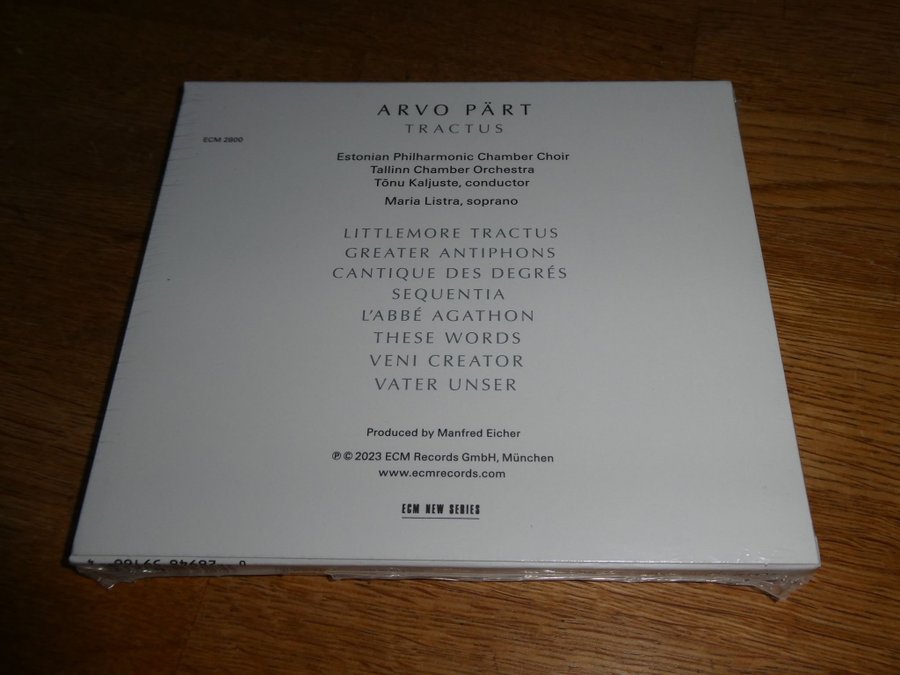 ARVO PÄRT
TRACTUS
ECM 2800
Estonian Philharmonic Chamber Choir
Tallinn Chamber Orchestra
Tõnu Kaljuste, conductor
Maria Listra, soprano
LITTLEMORE TRACTUS
GREATER ANTIPHONS
CANTIQUE DES DEGRÉS
SEQUENTIA
L'ABBÉ AGATHON
THESE WORDS
VENI CREATOR
VATER UNSER
Produced by Manfred Eicher
℗ © 2023 ECM Records GmbH, München
www.ecmrecords.com
ECM NEW SERIES